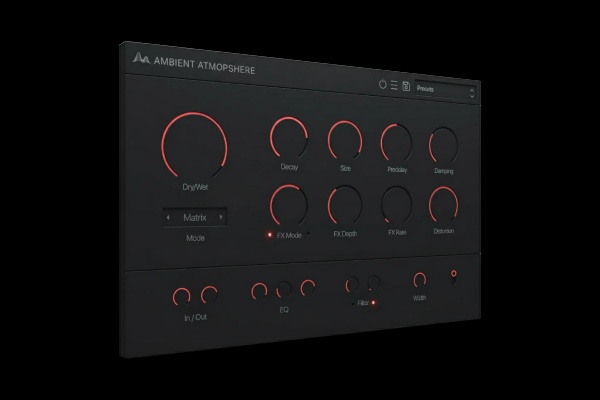 AMBIENT ATMOPSHERE
Presets
Decay
Size
Predelay
Damping
Dry/Wet
Matrix
Mode
FX Mode
FX Depth
FX Rate
Distortion
In / Out
EQ
Filter
Width